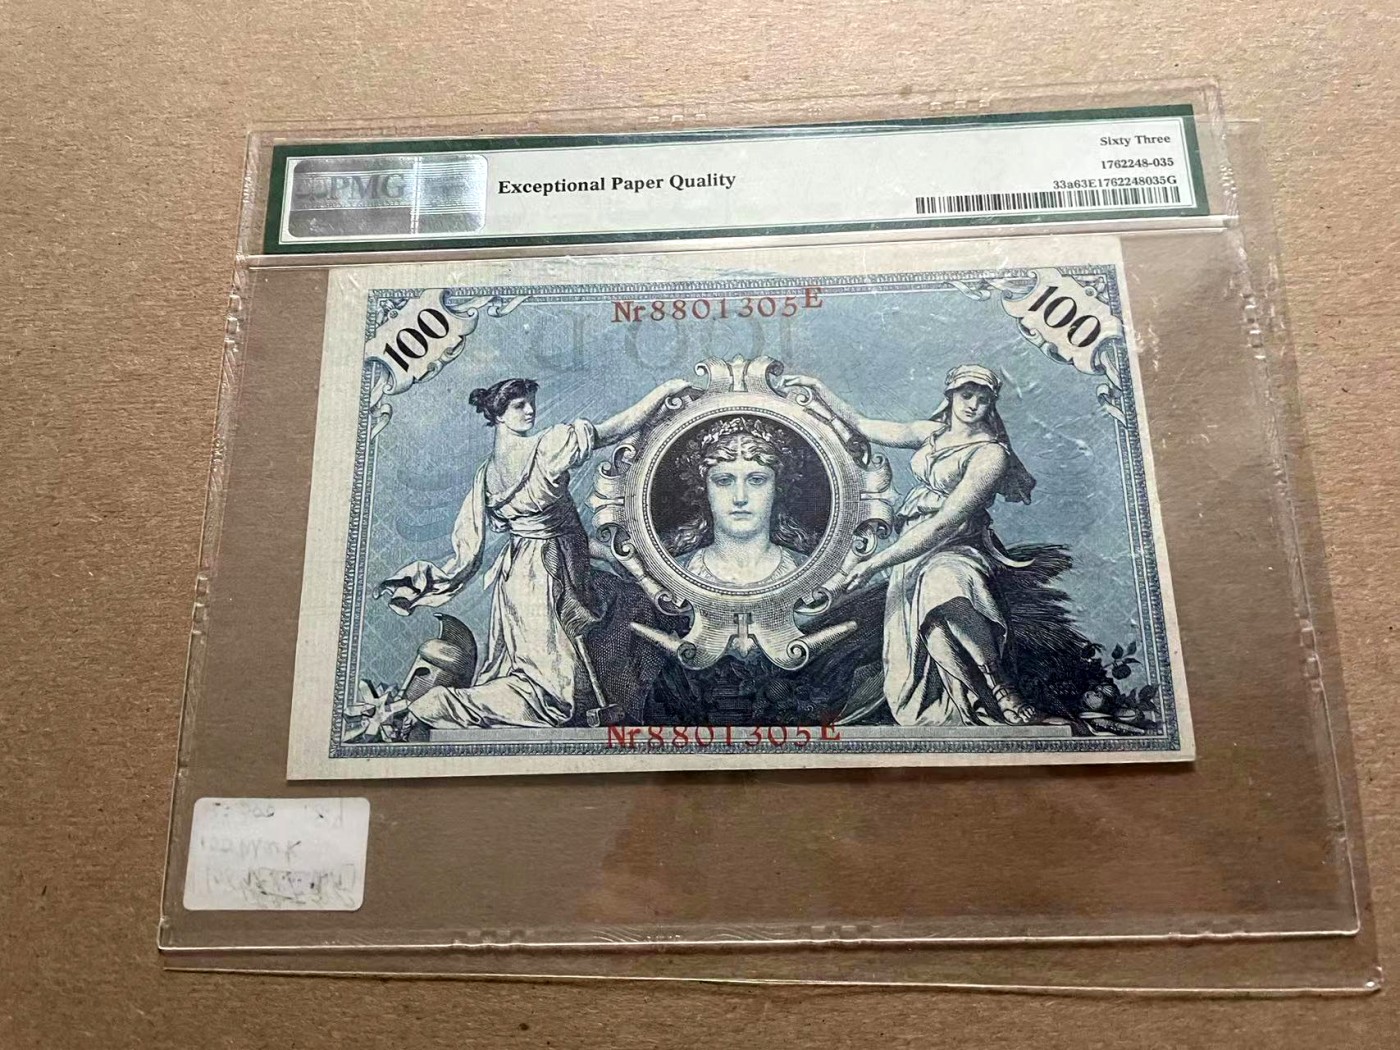 Sixty Three
PMG
Exceptional Paper Quality
1762248-035
33a63E1762248035G
100
Nr8801305E
100
Nr8801305E